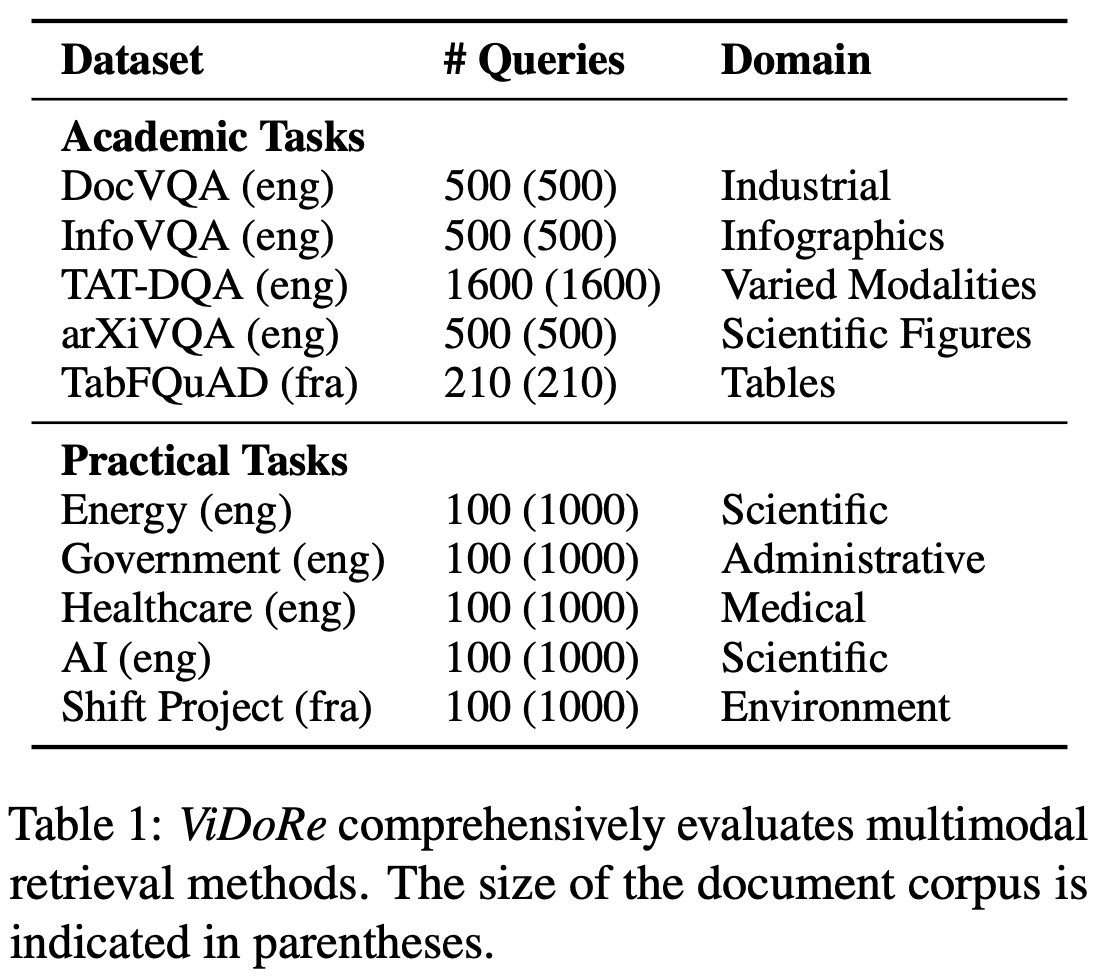 Dataset # Queries Domain
Academic Tasks
DocVQA (eng) 500 (500) Industrial
InfoVQA (eng) 500 (500) Infographics
TAT-DQA (eng) 1600 (1600) Varied Modalities
arXiVQA (eng) 500 (500) Scientific Figures
TabFQuAD (fra) 210 (210) Tables
Practical Tasks
Energy (eng) 100 (1000) Scientific
Government (eng) 100 (1000) Administrative
Healthcare (eng) 100 (1000) Medical
AI (eng) 100 (1000) Scientific
Shift Project (fra) 100 (1000) Environment
Table 1: ViDoRe comprehensively evaluates multimodal
retrieval methods. The size of the document corpus is
indicated in parentheses.